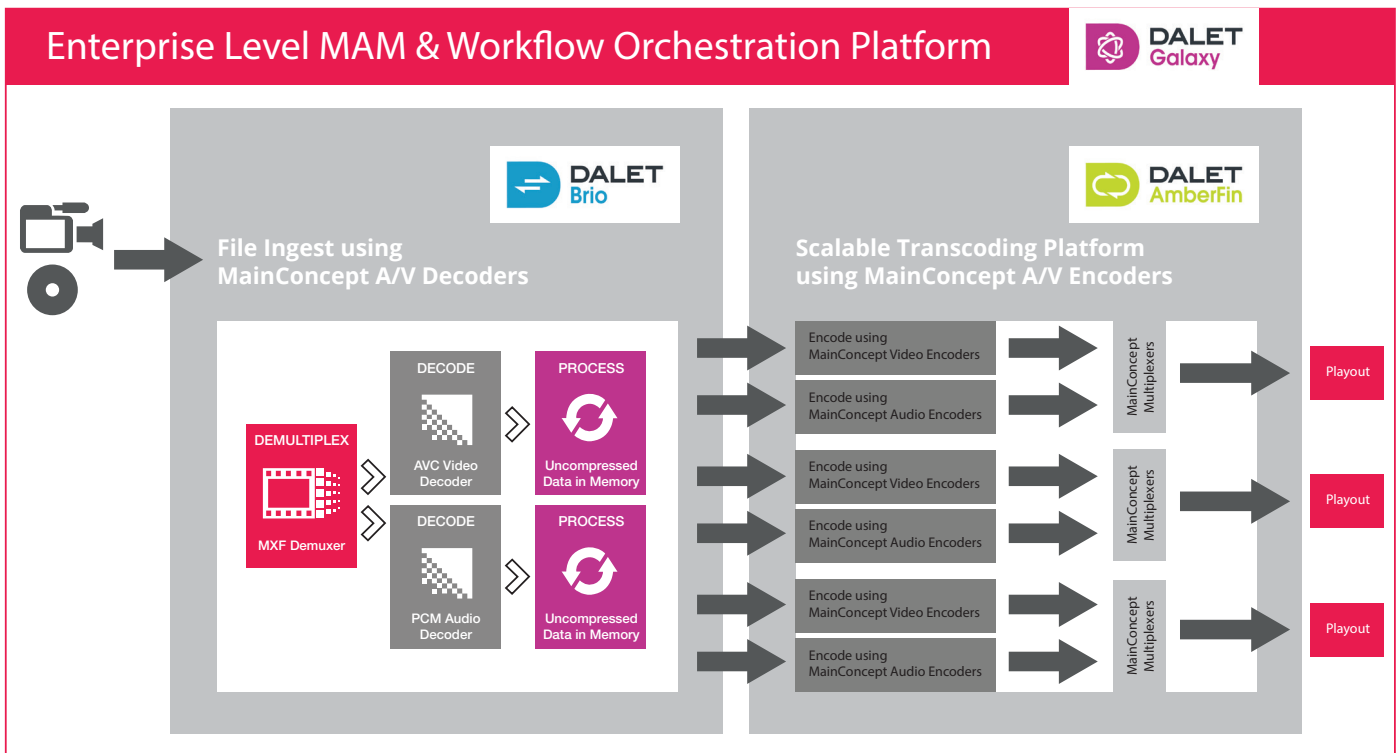 Enterprise Level MAM & Workflow Orchestration Platform
DALET
Galaxy
DALET
Brio
File Ingest using
MainConcept A/V Decoders
DEMULTIPLEX
MXF Demuxer
DECODE
AVC Video
Decoder
PROCESS
Uncompressed
Data in Memory
DECODE
PCM Audio
Decoder
PROCESS
Uncompressed
Data in Memory
DALET
AmberFin
Scalable Transcoding Platform
using MainConcept A/V Encoders
Encode using
MainConcept Video Encoders
Encode using
MainConcept Audio Encoders
MainConcept
Multiplexers
Playout
Encode using
MainConcept Video Encoders
Encode using
MainConcept Audio Encoders
MainConcept
Multiplexers
Playout
Encode using
MainConcept Video Encoders
Encode using
MainConcept Audio Encoders
MainConcept
Multiplexers
Playout